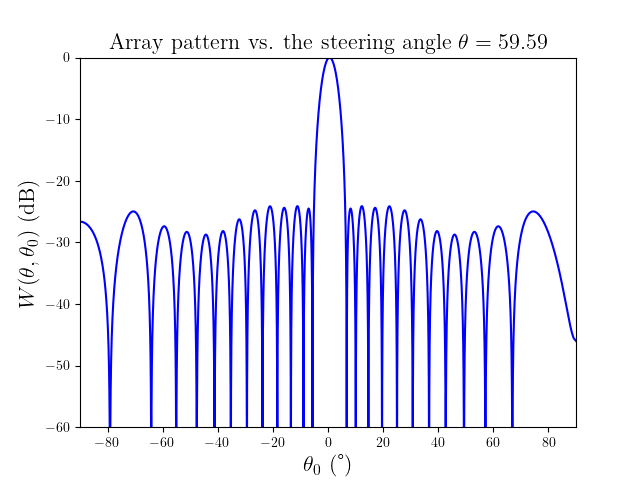 Array pattern vs. the steering angle θ = 59.59
W(θ, θ₀) (dB)
0
−10
−20
−30
−40
−50
−60
−80 −60 −40 −20 0 20 40 60 80
θ₀ (°)